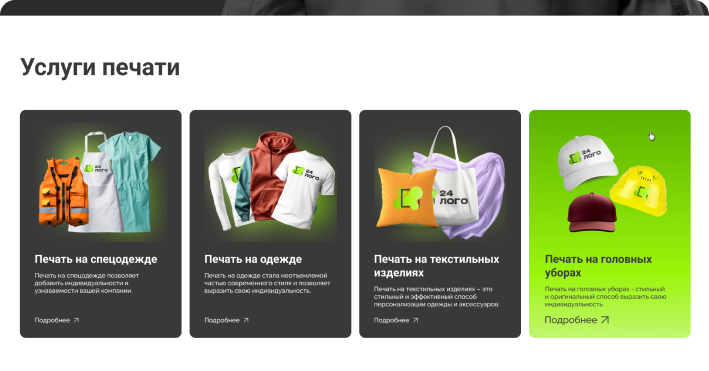 Услуги печати
24
ЛОГО
24
ЛОГО
24
ЛОГО
24
ЛОГО
Печать на спецодежде
Печать на спецодежде позволяет
добавить индивидуальности и
узнаваемости вашей компании.
Подробнее
Печать на одежде
Печать на одежде стала неотъемлемой
частью современного стиля и позволяет
выразить свою индивидуальность.
Подробнее
Печать на текстильных
изделиях
Печать на текстильных изделиях – это
стильный и эффективный способ
персонализации одежды и аксессуаров.
Подробнее
Печать на головных
уборах
Печать на головных уборах - стильный
и оригинальный способ выразить свою
индивидуальность
Подробнее